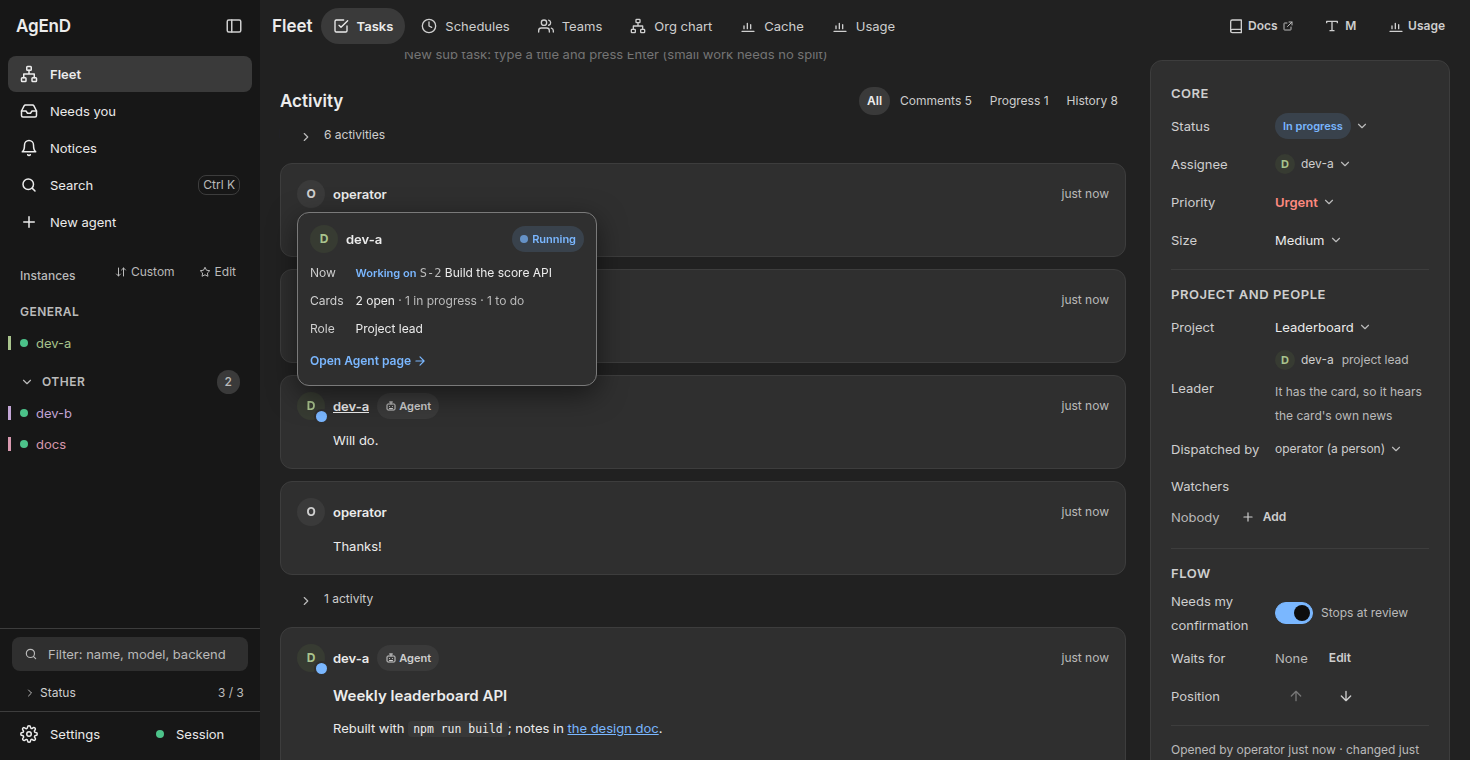 AgEnD
Fleet
Needs you
Notices
Search
Ctrl K
New agent
Instances
Custom
Edit
GENERAL
dev-a
OTHER
2
dev-b
docs
Filter: name, model, backend
Status
3 / 3
Settings
Session
Fleet
Tasks
Schedules
Teams
Org chart
Cache
Usage
Docs
M
Usage
New sub task: type a title and press Enter (small work needs no split)
Activity
All
Comments 5
Progress 1
History 8
6 activities
O
operator
just now
D
dev-a
Running
Now
Working on S-2 Build the score API
Cards
2 open · 1 in progress · 1 to do
Role
Project lead
Open Agent page →
just now
D
dev-a
Agent
just now
Will do.
O
operator
just now
Thanks!
1 activity
D
dev-a
Agent
just now
Weekly leaderboard API
Rebuilt with npm run build; notes in the design doc.
CORE
Status
In progress
Assignee
D
dev-a
Priority
Urgent
Size
Medium
PROJECT AND PEOPLE
Project
Leaderboard
Leader
D
dev-a
project lead
It has the card, so it hears
the card's own news
Dispatched by
operator (a person)
Watchers
Nobody
Add
FLOW
Needs my
confirmation
Stops at review
Waits for
None
Edit
Position
Opened by operator just now · changed just